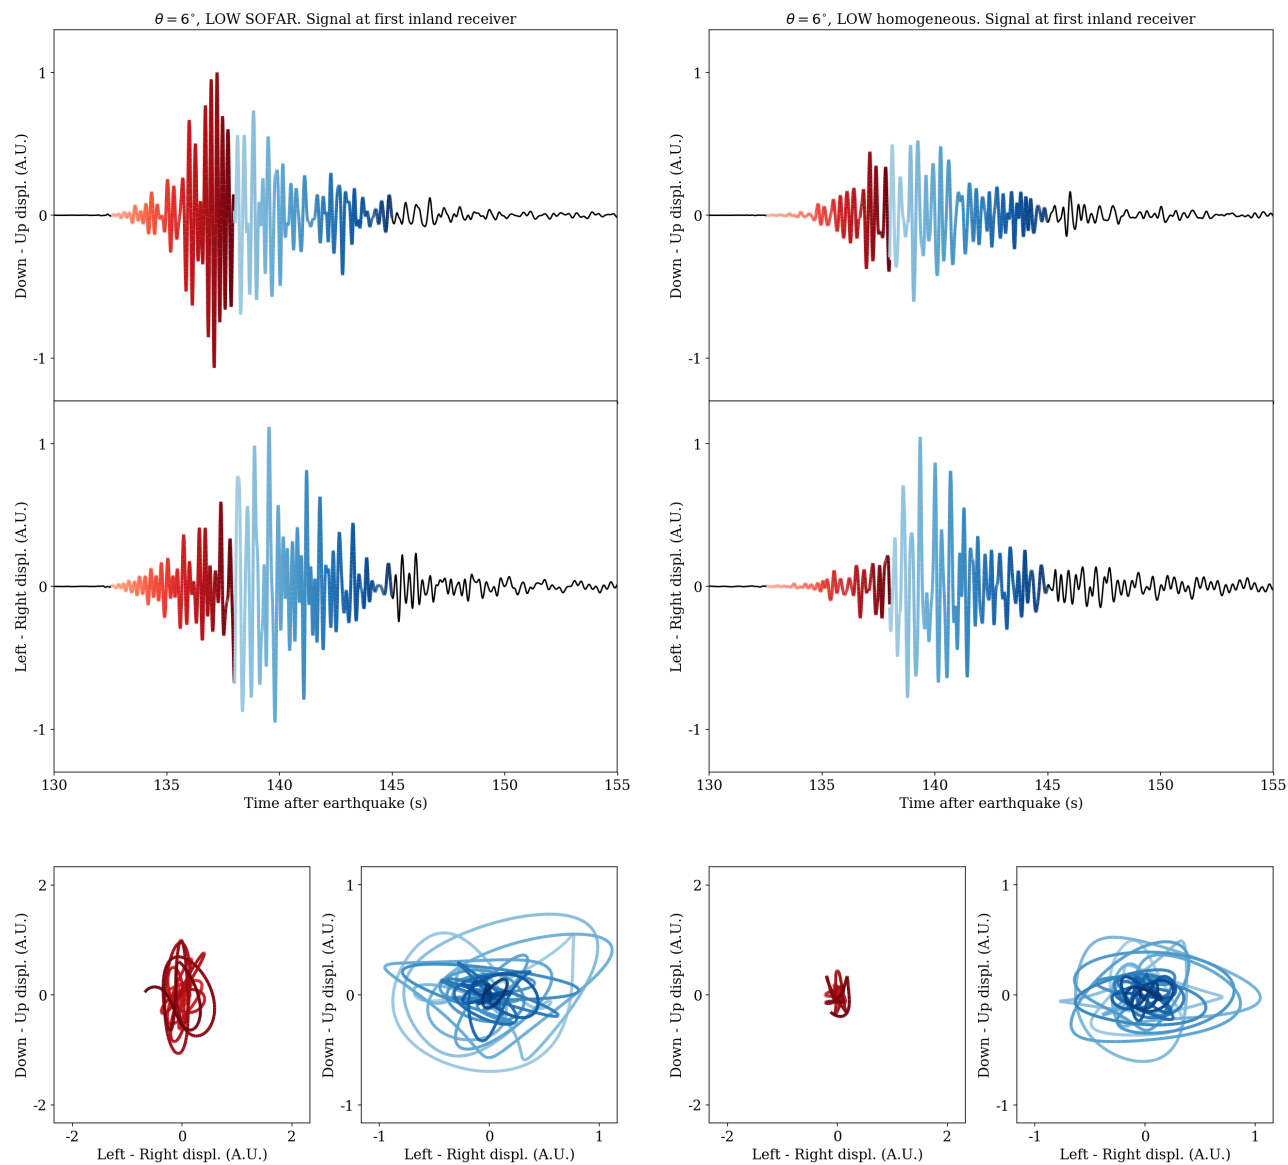 θ = 6°, LOW SOFAR. Signal at first inland receiver
Down - Up displ. (A.U.)
1
0
-1
Left - Right displ. (A.U.)
1
0
-1
130 135 140 145 150 155
Time after earthquake (s)
θ = 6°, LOW homogeneous. Signal at first inland receiver
Down - Up displ. (A.U.)
1
0
-1
Left - Right displ. (A.U.)
1
0
-1
130 135 140 145 150 155
Time after earthquake (s)
Down - Up displ. (A.U.)
2
0
-2
-2 0 2
Left - Right displ. (A.U.)
Down - Up displ. (A.U.)
1
0
-1
-1 0 1
Left - Right displ. (A.U.)
Down - Up displ. (A.U.)
2
0
-2
-2 0 2
Left - Right displ. (A.U.)
Down - Up displ. (A.U.)
1
0
-1
-1 0 1
Left - Right displ. (A.U.)